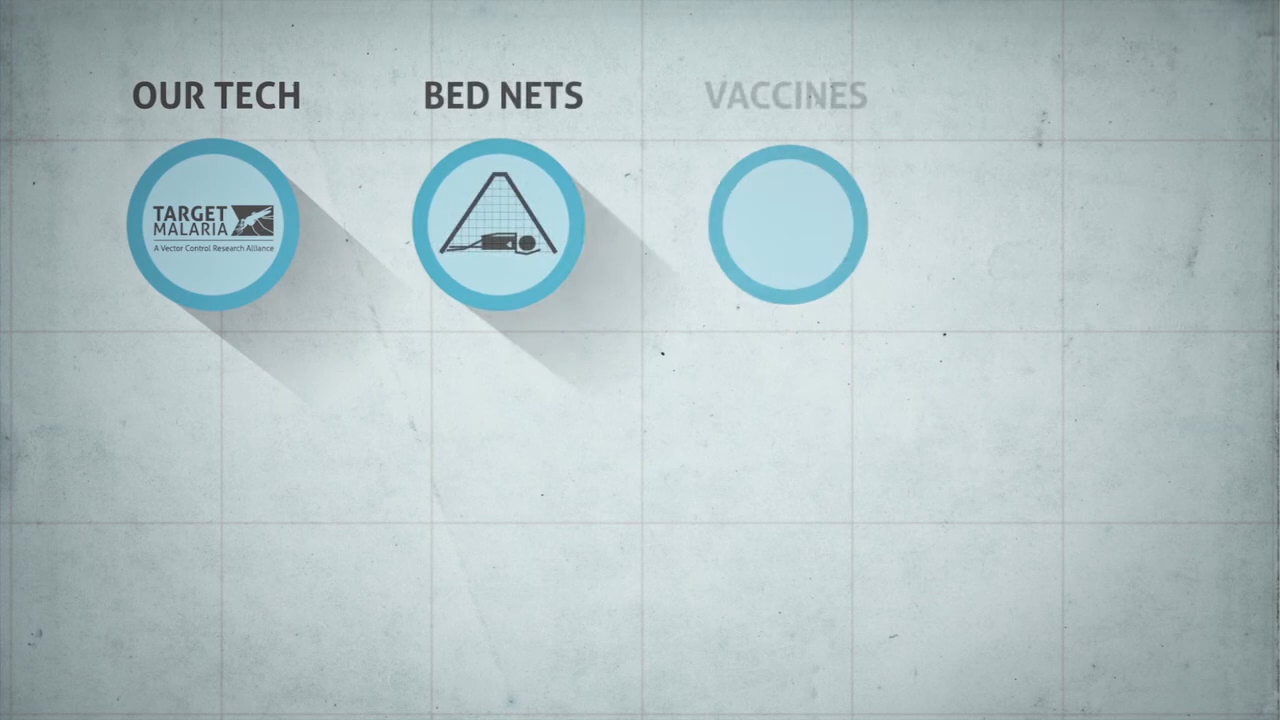 OUR TECH
BED NETS
VACCINES
TARGET
MALARIA
A Vector Control Research Alliance